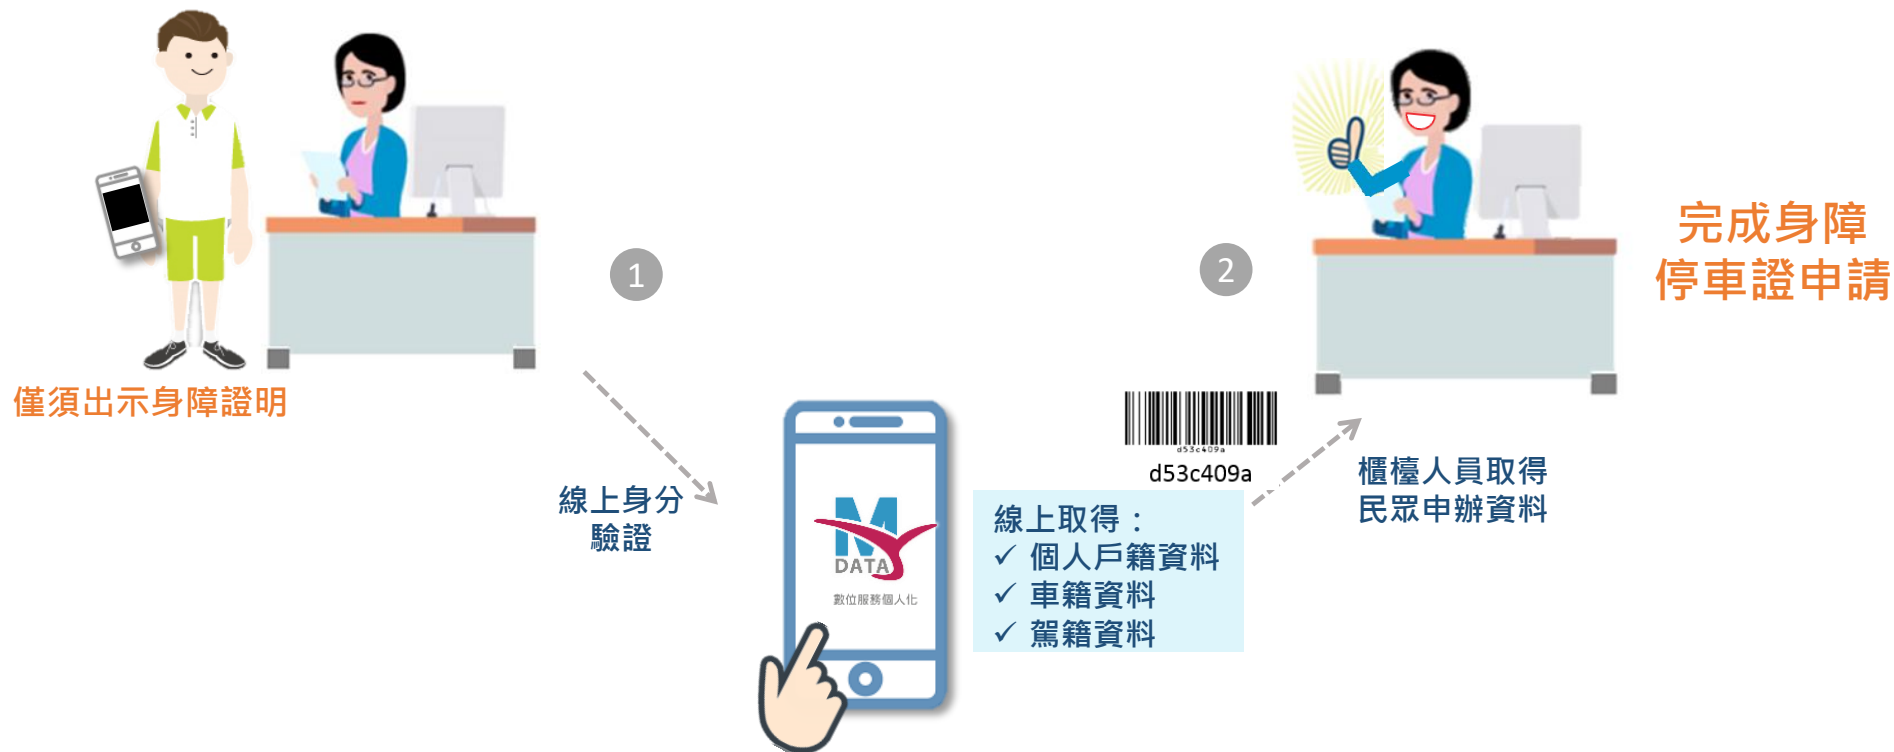 僅須出示身障證明
1
線上身分
驗證
MY
DATA
數位服務個人化
d53c409a
d53c409a
線上取得：
✓ 個人戶籍資料
✓ 車籍資料
✓ 駕籍資料
2
櫃檯人員取得
民眾申辦資料
完成身障
停車證申請